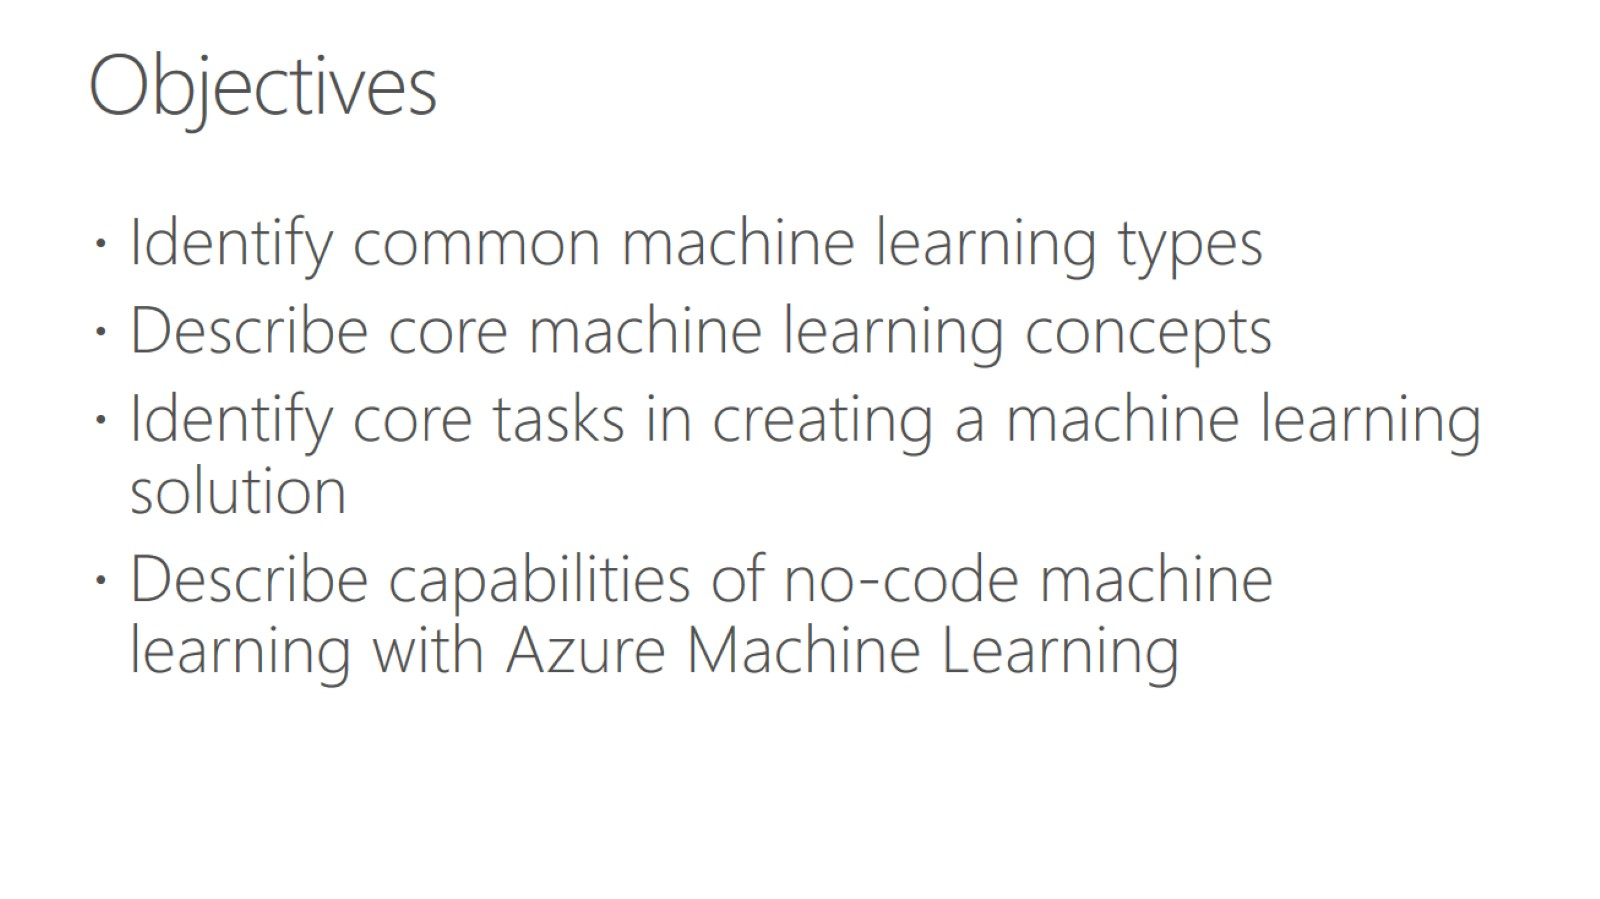 Objectives
• Identify common machine learning types
• Describe core machine learning concepts
• Identify core tasks in creating a machine learning
solution
• Describe capabilities of no-code machine
learning with Azure Machine Learning